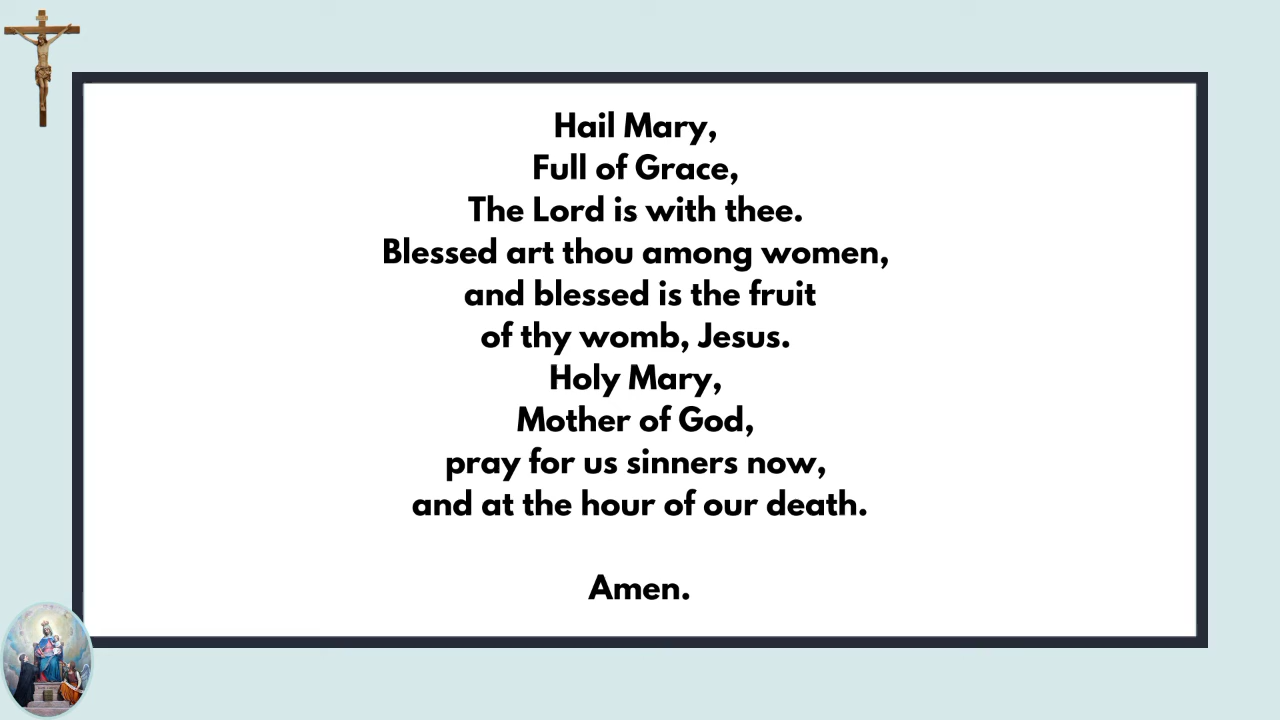 Hail Mary,
Full of Grace,
The Lord is with thee.
Blessed art thou among women,
and blessed is the fruit
of thy womb, Jesus.
Holy Mary,
Mother of God,
pray for us sinners now,
and at the hour of our death.
Amen.